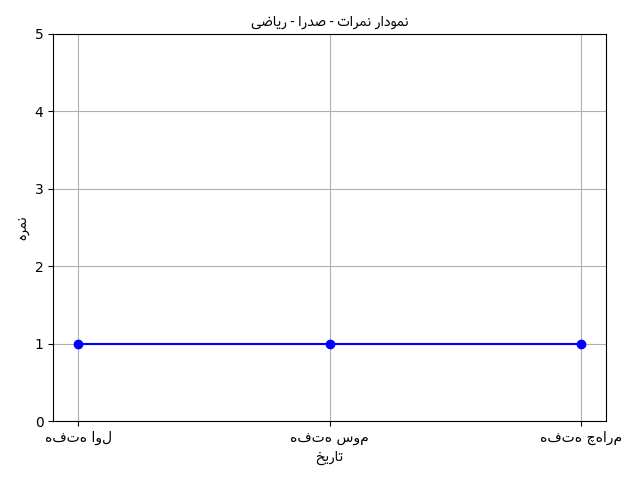 نمودار نمرات - صدرا - ریاضی
5
4
3
2
1
0
نمره
هفته اول
هفته سوم
هفته چهارم
تاریخ